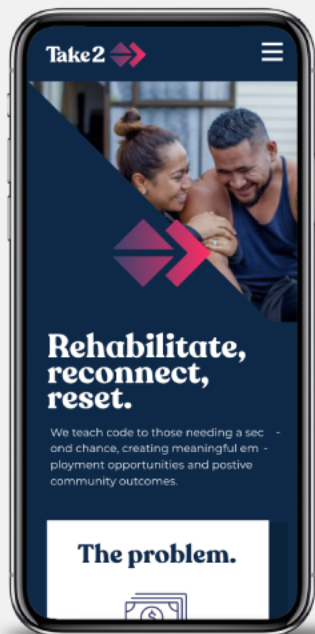 Take2
Rehabilitate,
reconnect,
reset.
We teach code to those needing a sec -
ond chance, creating meaningful em -
ployment opportunities and postive
community outcomes.
The problem.
$